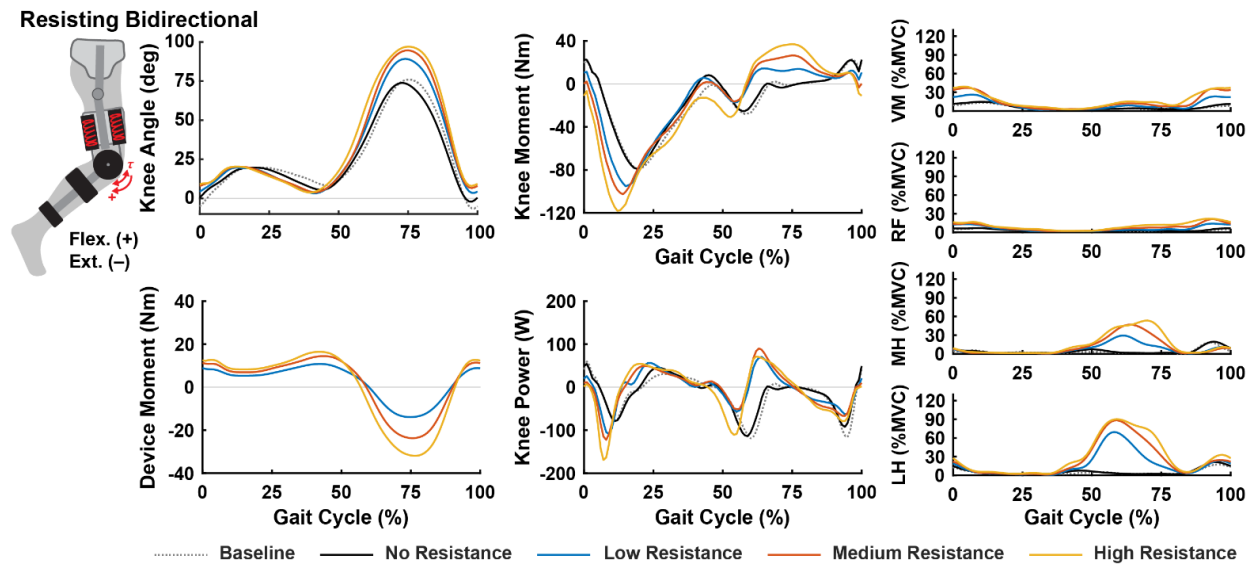 Resisting Bidirectional
τ
+
Flex. (+)
Ext. (–)
Knee Angle (deg)
100
75
50
25
0
0 25 50 75 100
Knee Moment (Nm)
40
0
-40
-80
-120
0 25 50 75 100
Gait Cycle (%)
Device Moment (Nm)
40
20
0
-20
-40
0 25 50 75 100
Gait Cycle (%)
Knee Power (W)
200
100
0
-100
-200
0 25 50 75 100
Gait Cycle (%)
VM (%MVC)
120
90
60
30
0
0 25 50 75 100
RF (%MVC)
120
90
60
30
0
0 25 50 75 100
MH (%MVC)
120
90
60
30
0
0 25 50 75 100
LH (%MVC)
120
90
60
30
0
0 25 50 75 100
Gait Cycle (%)
Baseline No Resistance Low Resistance Medium Resistance High Resistance